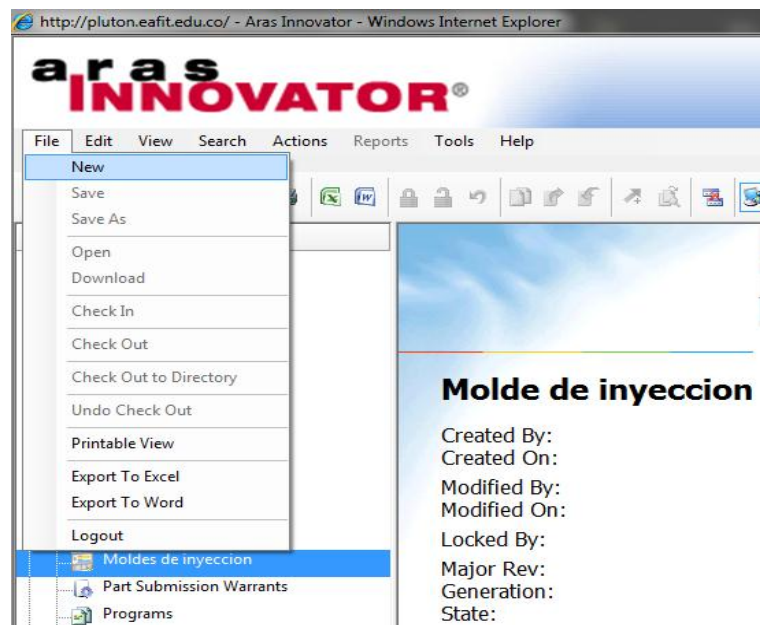 http://pluton.eafit.edu.co/ - Aras Innovator - Windows Internet Explorer
aras
INNOVATOR®
File Edit View Search Actions Reports Tools Help
New
Save
Save As
Open
Download
Check In
Check Out
Check Out to Directory
Undo Check Out
Printable View
Export To Excel
Export To Word
Logout
Moldes de inyeccion
Part Submission Warrants
Programs
Molde de inyeccion
Created By:
Created On:
Modified By:
Modified On:
Locked By:
Major Rev:
Generation:
State: